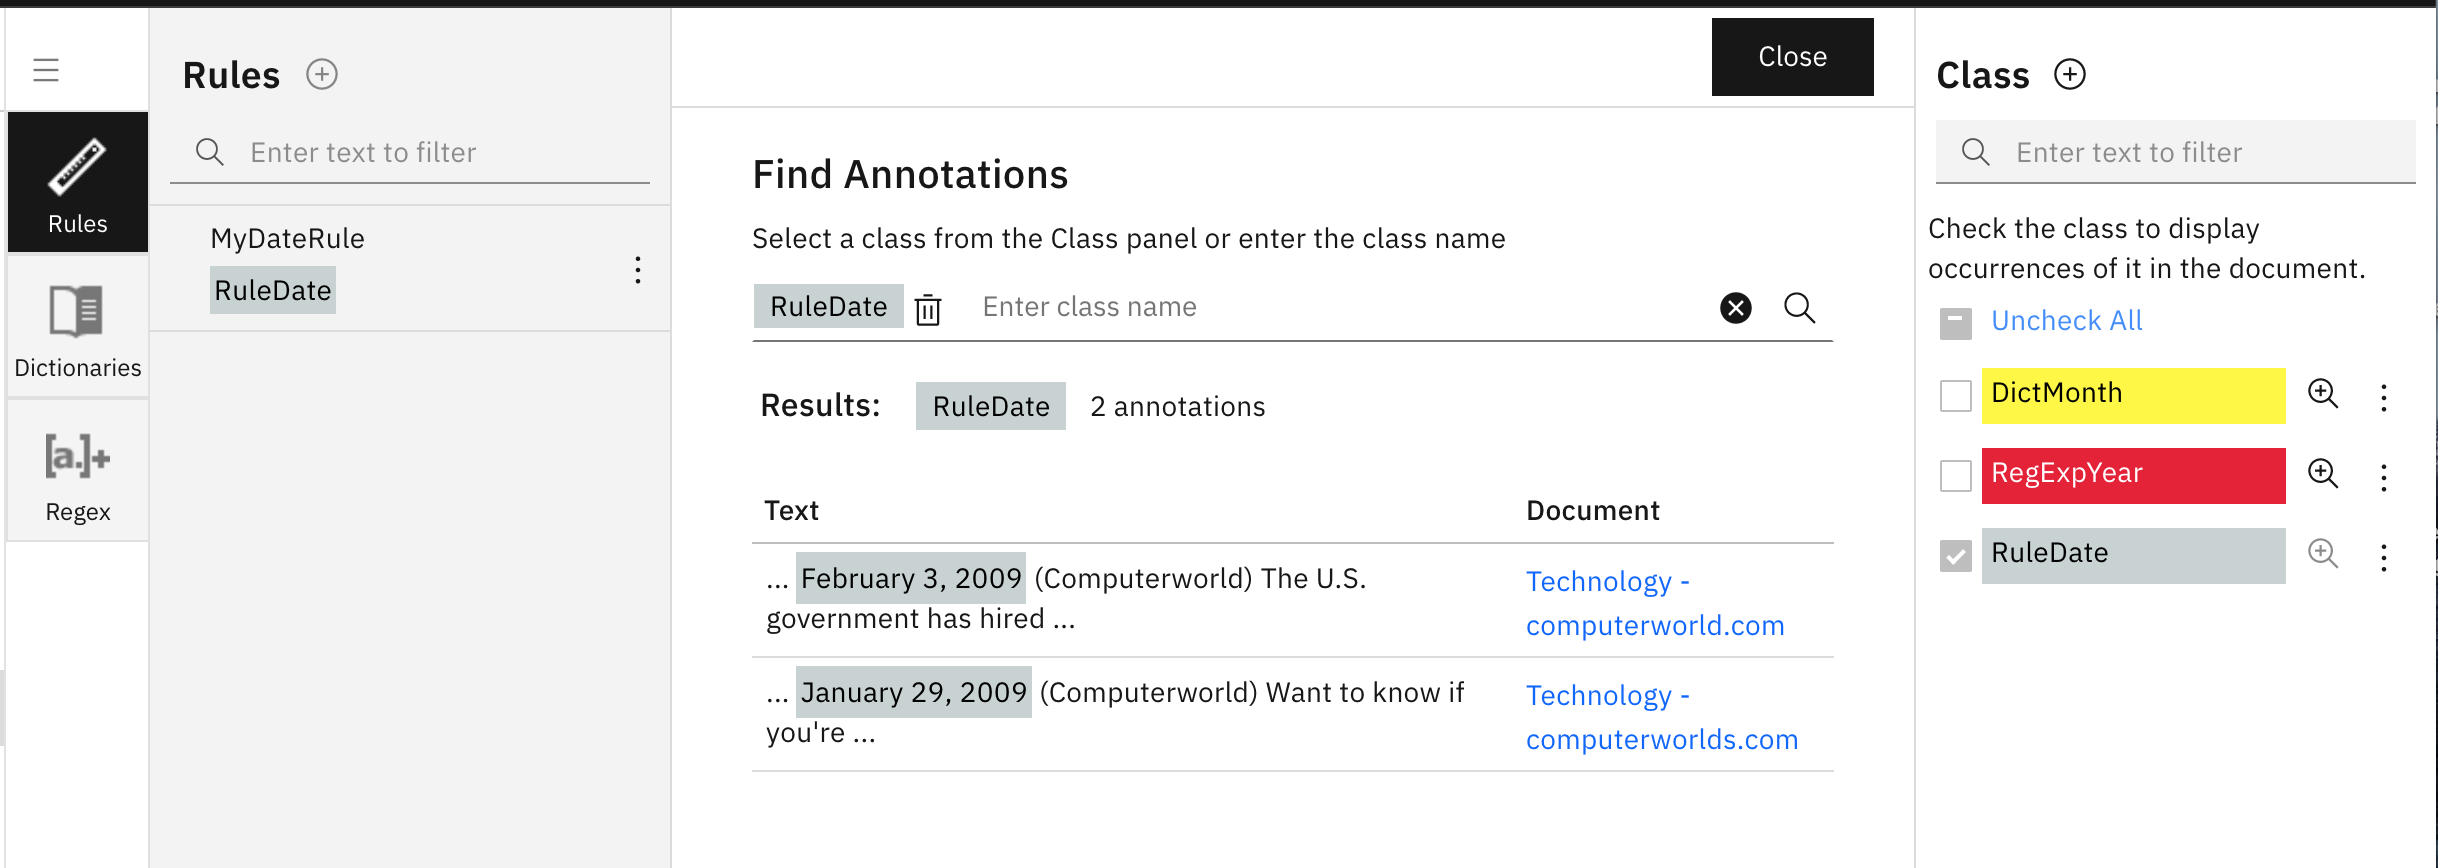 Rules
Dictionaries
[a.]+
Regex
Rules
Enter text to filter
MyDateRule
RuleDate
Close
Find Annotations
Select a class from the Class panel or enter the class name
RuleDate Enter class name
Results: RuleDate 2 annotations
Text Document
... February 3, 2009 (Computerworld) The U.S.
government has hired ...
Technology -
computerworld.com
... January 29, 2009 (Computerworld) Want to know if
you're ...
Technology -
computerworlds.com
Class
Enter text to filter
Check the class to display
occurrences of it in the document.
Uncheck All
DictMonth
RegExpYear
RuleDate